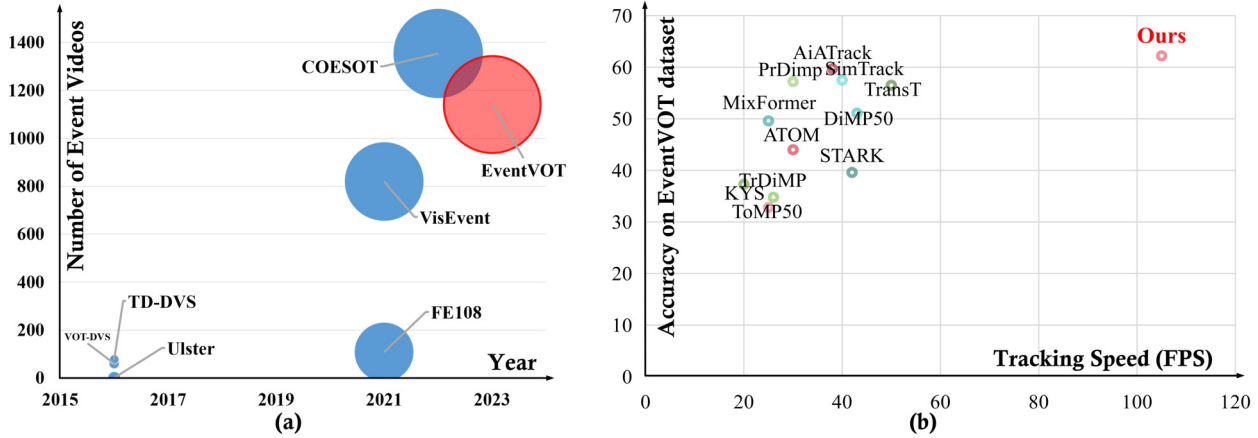 Number of Event Videos
1400
1200
1000
800
600
400
200
0
COESOT
EventVOT
VisEvent
FE108
TD-DVS
VOT-DVS
Ulster
Year
2015
2017
2019
2021
2023
(a)
Accuracy on EventVOT dataset
70
60
50
40
30
20
10
0
Ours
AiATrack
PrDimp
SimTrack
TransT
MixFormer
DiMP50
ATOM
STARK
TrDiMP
KYS
ToMP50
Tracking Speed (FPS)
0
20
40
60
80
100
120
(b)